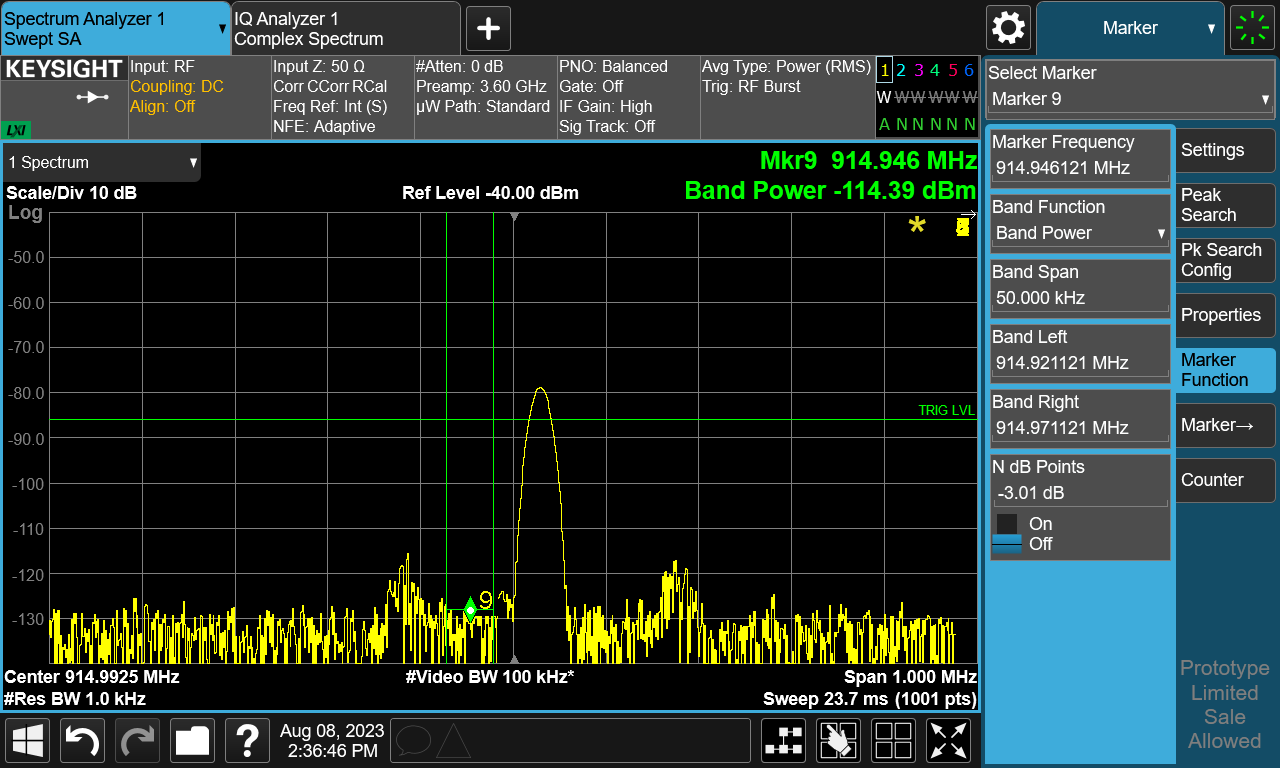 Spectrum Analyzer 1
Swept SA
IQ Analyzer 1
Complex Spectrum
Marker
KEYSIGHT
LXI
Input: RF
Coupling: DC
Align: Off
Input Z: 50 Ω
Corr CCorr RCal
Freq Ref: Int (S)
NFE: Adaptive
#Atten: 0 dB
Preamp: 3.60 GHz
µW Path: Standard
PNO: Balanced
Gate: Off
IF Gain: High
Sig Track: Off
Avg Type: Power (RMS)
Trig: RF Burst
1 2 3 4 5 6
W W W W W W
A N N N N N
Select Marker
Marker 9
1 Spectrum
Mkr9 914.946 MHz
Scale/Div 10 dB
Ref Level -40.00 dBm
Band Power -114.39 dBm
Log
-50.0
-60.0
-70.0
-80.0
-90.0
-100
-110
-120
-130
TRIG LVL
9
Center 914.9925 MHz
#Video BW 100 kHz*
Span 1.000 MHz
#Res BW 1.0 kHz
Sweep 23.7 ms (1001 pts)
Marker Frequency
914.946121 MHz
Band Function
Band Power
Band Span
50.000 kHz
Band Left
914.921121 MHz
Band Right
914.971121 MHz
N dB Points
-3.01 dB
On
Off
Settings
Peak
Search
Pk Search
Config
Properties
Marker
Function
Marker→
Counter
Prototype
Limited
Sale
Allowed
Aug 08, 2023
2:36:46 PM